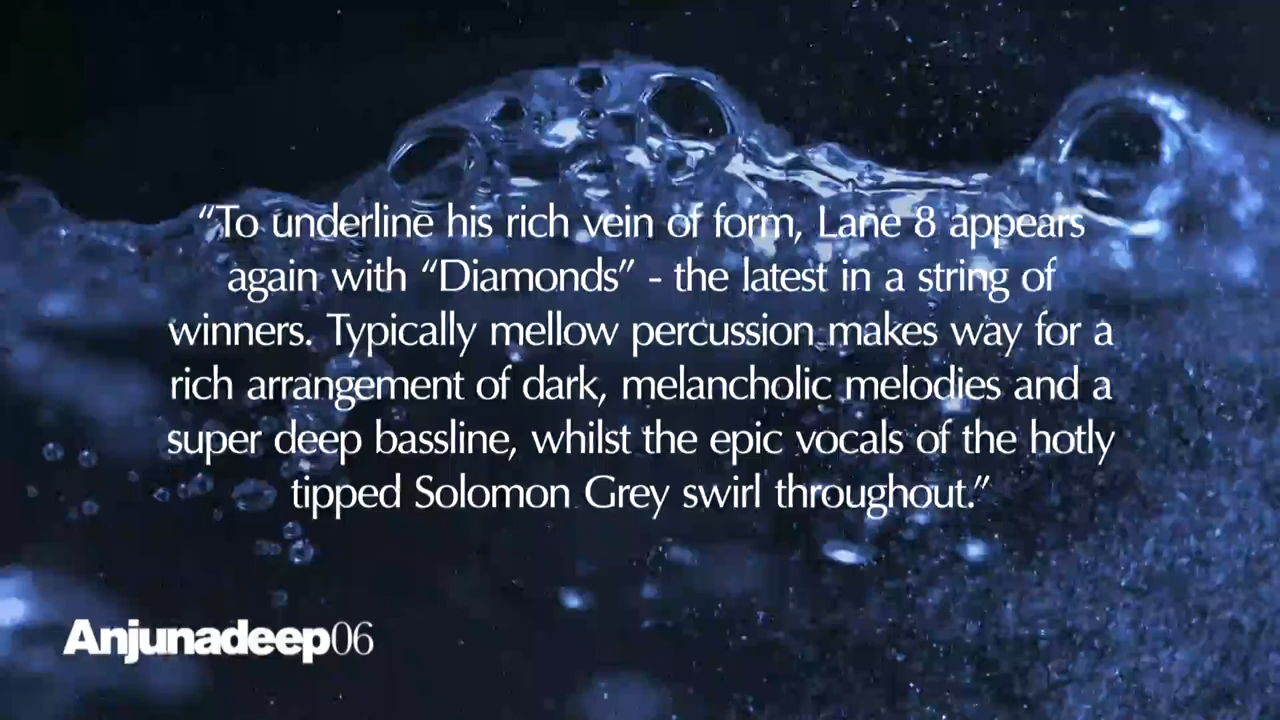 “To underline his rich vein of form, Lane 8 appears
again with “Diamonds” - the latest in a string of
winners. Typically mellow percussion makes way for a
rich arrangement of dark, melancholic melodies and a
super deep bassline, whilst the epic vocals of the hotly
tipped Solomon Grey swirl throughout.”
Anjunadeep06